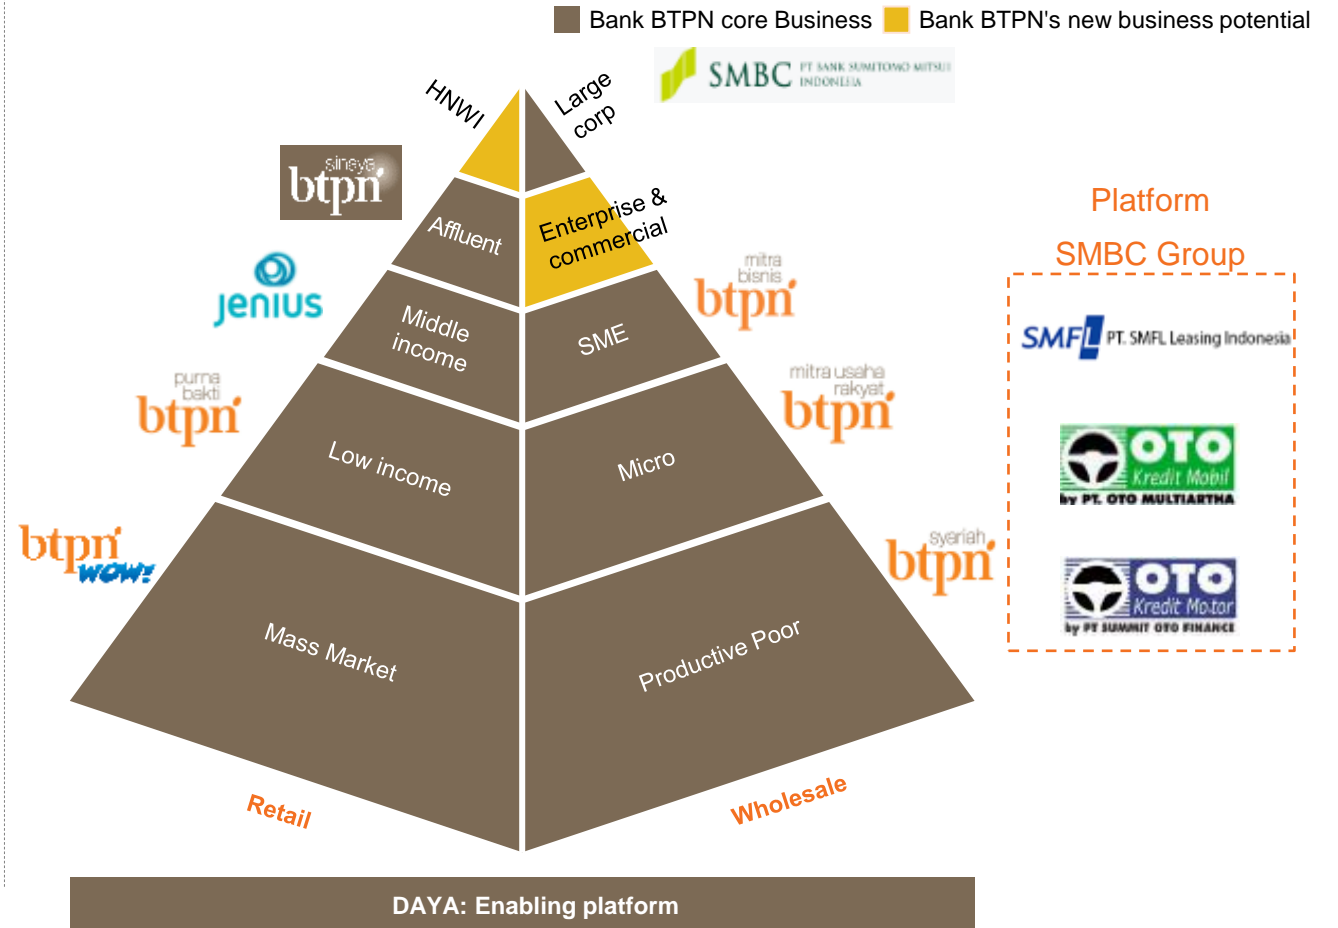 Bank BTPN core Business
Bank BTPN's new business potential
SMBC
PT BANK SUMITOMO MITSUI
INDONESIA
HNWI
Large
corp
sinaya
btpn
Affluent
Enterprise &
commercial
Platform
SMBC Group
jenius
Middle
income
SME
mitra
bisnis
btpn
SMFL PT. SMFL Leasing Indonesia
purna
bakti
btpn
mitra usaha
rakyat
btpn
Low income
Micro
OTO
Kredit Mobil
by PT. OTO MULTIARTHA
btpn
WOW!
syariah
btpn
OTO
Kredit Motor
by PT SUMMIT OTO FINANCE
Mass Market
Productive Poor
Retail
Wholesale
DAYA: Enabling platform